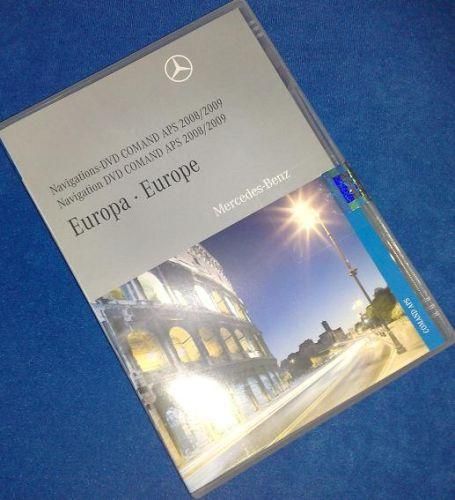 Navigations-DVD COMAND APS 2008/2009
Navigation DVD COMAND APS 2008/2009
Europa · Europe
Mercedes-Benz
COMAND APS